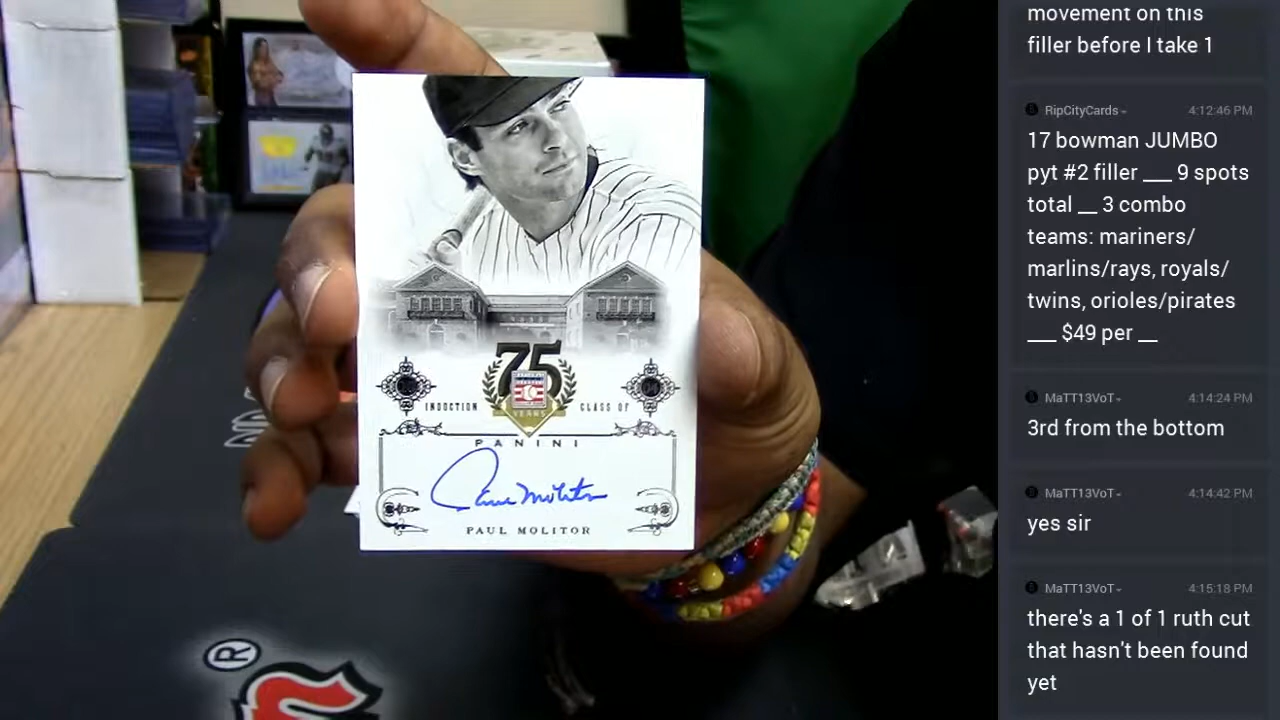 75
YEARS
INDUCTION CLASS OF
PANINI
Paul Molitor
PAUL MOLITOR
®
movement on this
filler before I take 1
RipCityCards
4:12:46 PM
17 bowman JUMBO
pyt #2 filler ___ 9 spots
total __ 3 combo
teams: mariners/
marlins/rays, royals/
twins, orioles/pirates
___ $49 per __
MaTT13VoT
4:14:24 PM
3rd from the bottom
MaTT13VoT
4:14:42 PM
yes sir
MaTT13VoT
4:15:18 PM
there's a 1 of 1 ruth cut
that hasn't been found
yet